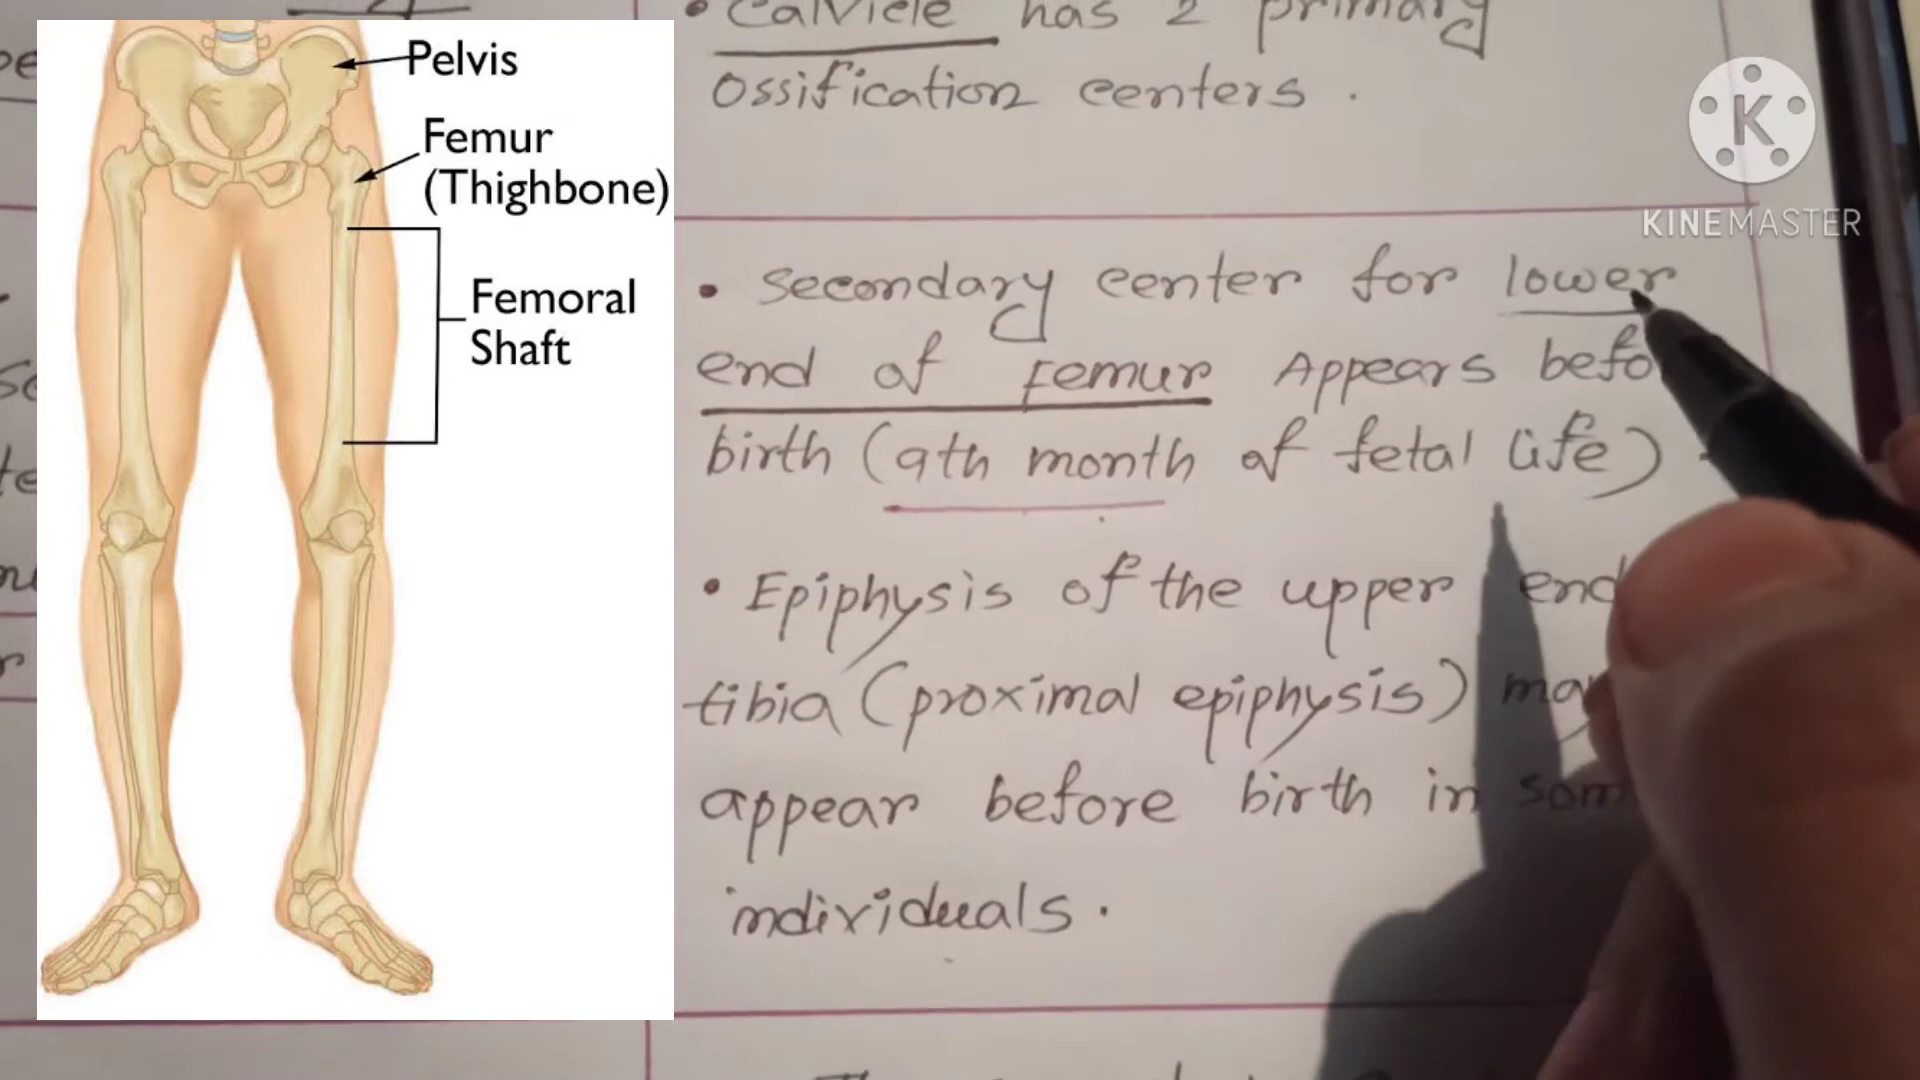 Pelvis
Femur
(Thighbone)
Femoral
Shaft
• Calvicle has 2 primary
ossification centers.
KINEMASTER
• Secondary center for lower
end of Femur Appears befo
birth (9th month of fetal life)
• Epiphysis of the upper end
tibia (proximal epiphysis) may
appear before birth in som
individuals.